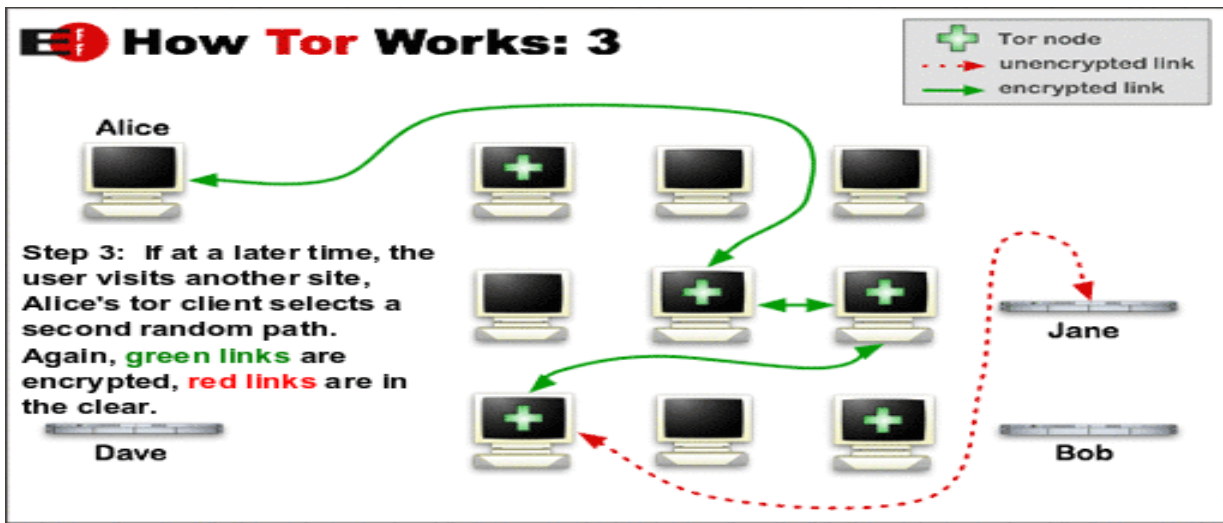 EFF How Tor Works: 3
Tor node
unencrypted link
encrypted link
Alice
Step 3: If at a later time, the
user visits another site,
Alice's tor client selects a
second random path.
Again, green links are
encrypted, red links are in
the clear.
Dave
Jane
Bob